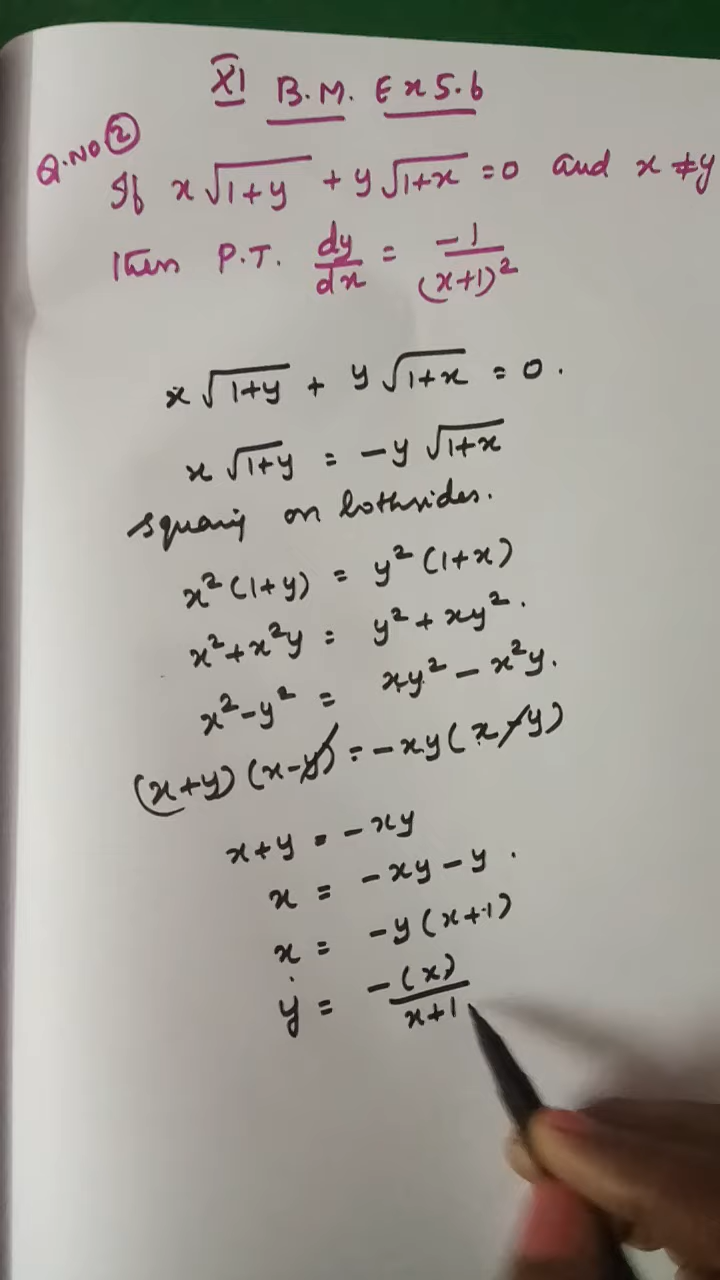 XI B.M. Ex 5.6
Q.NO ②
If x√(1+y) + y√(1+x) = 0 and x ≠ y
then P.T. dy/dx = -1/(x+1)²
x√(1+y) + y√(1+x) = 0.
x√(1+y) = -y√(1+x)
squaring on bothsides.
x²(1+y) = y²(1+x)
x²+x²y = y²+xy².
x²-y² = xy²-x²y.
(x+y)(x-y) = -xy(x-y)
x+y = -xy
x = -xy-y.
x = -y(x+1)
y = -(x)/x+1